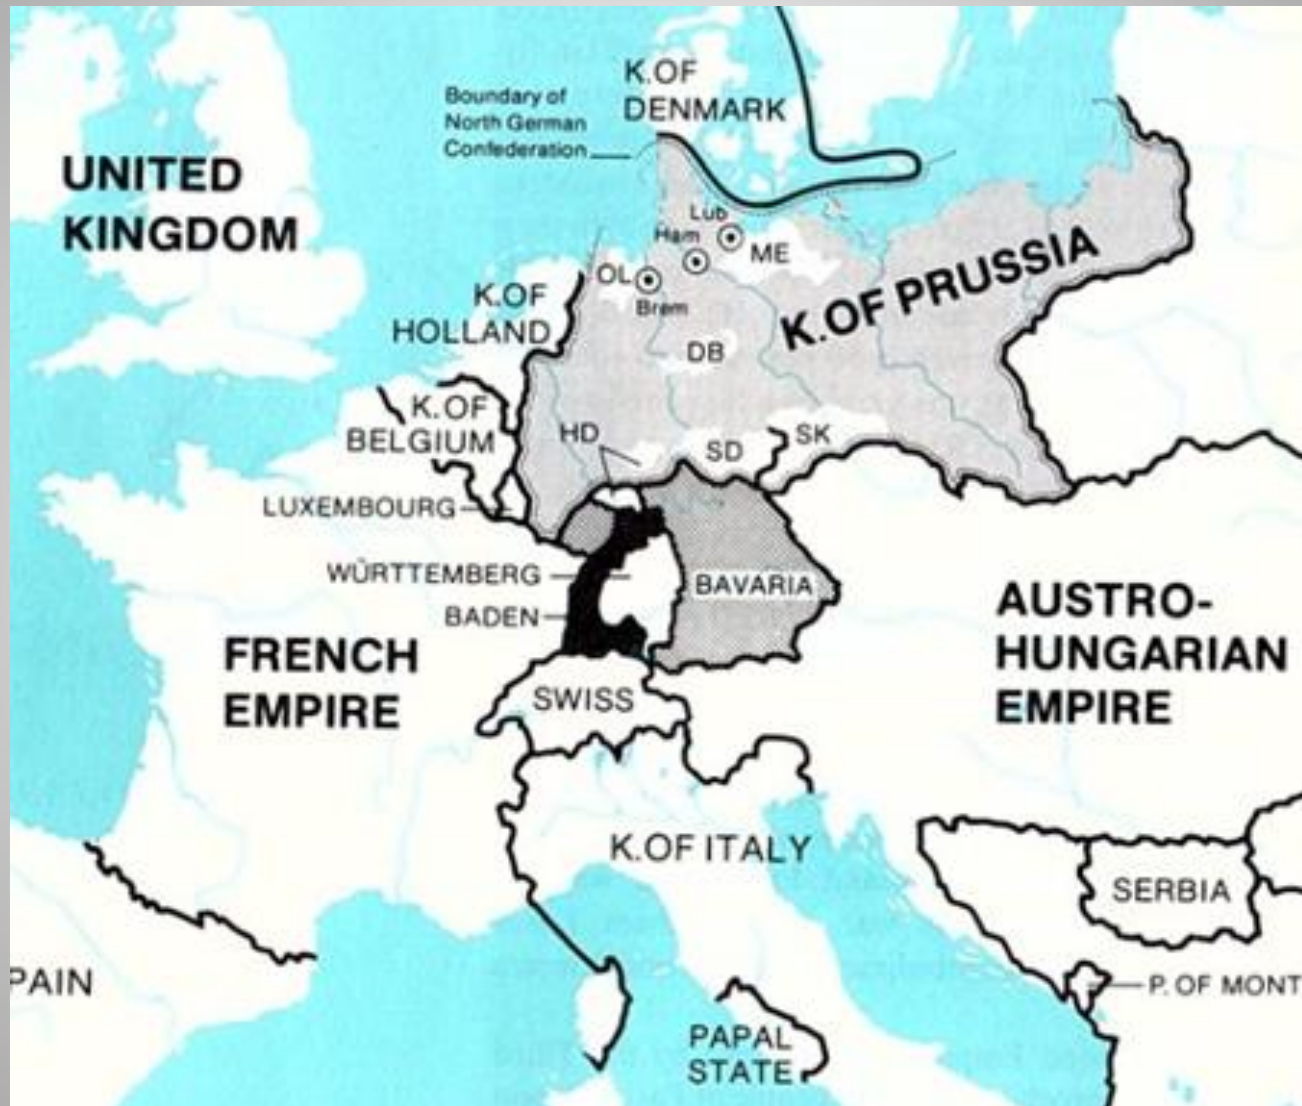 K.OF
DENMARK
Boundary of
North German
Confederation
UNITED
KINGDOM
Lub
Ham
ME
OL
Brem
K.OF PRUSSIA
K.OF
HOLLAND
DB
K.OF
BELGIUM
HD
SD
SK
LUXEMBOURG
WÜRTTEMBERG
BAVARIA
BADEN
AUSTRO-
HUNGARIAN
EMPIRE
FRENCH
EMPIRE
SWISS
K.OF ITALY
SERBIA
PAIN
P. OF MONT
PAPAL
STATE